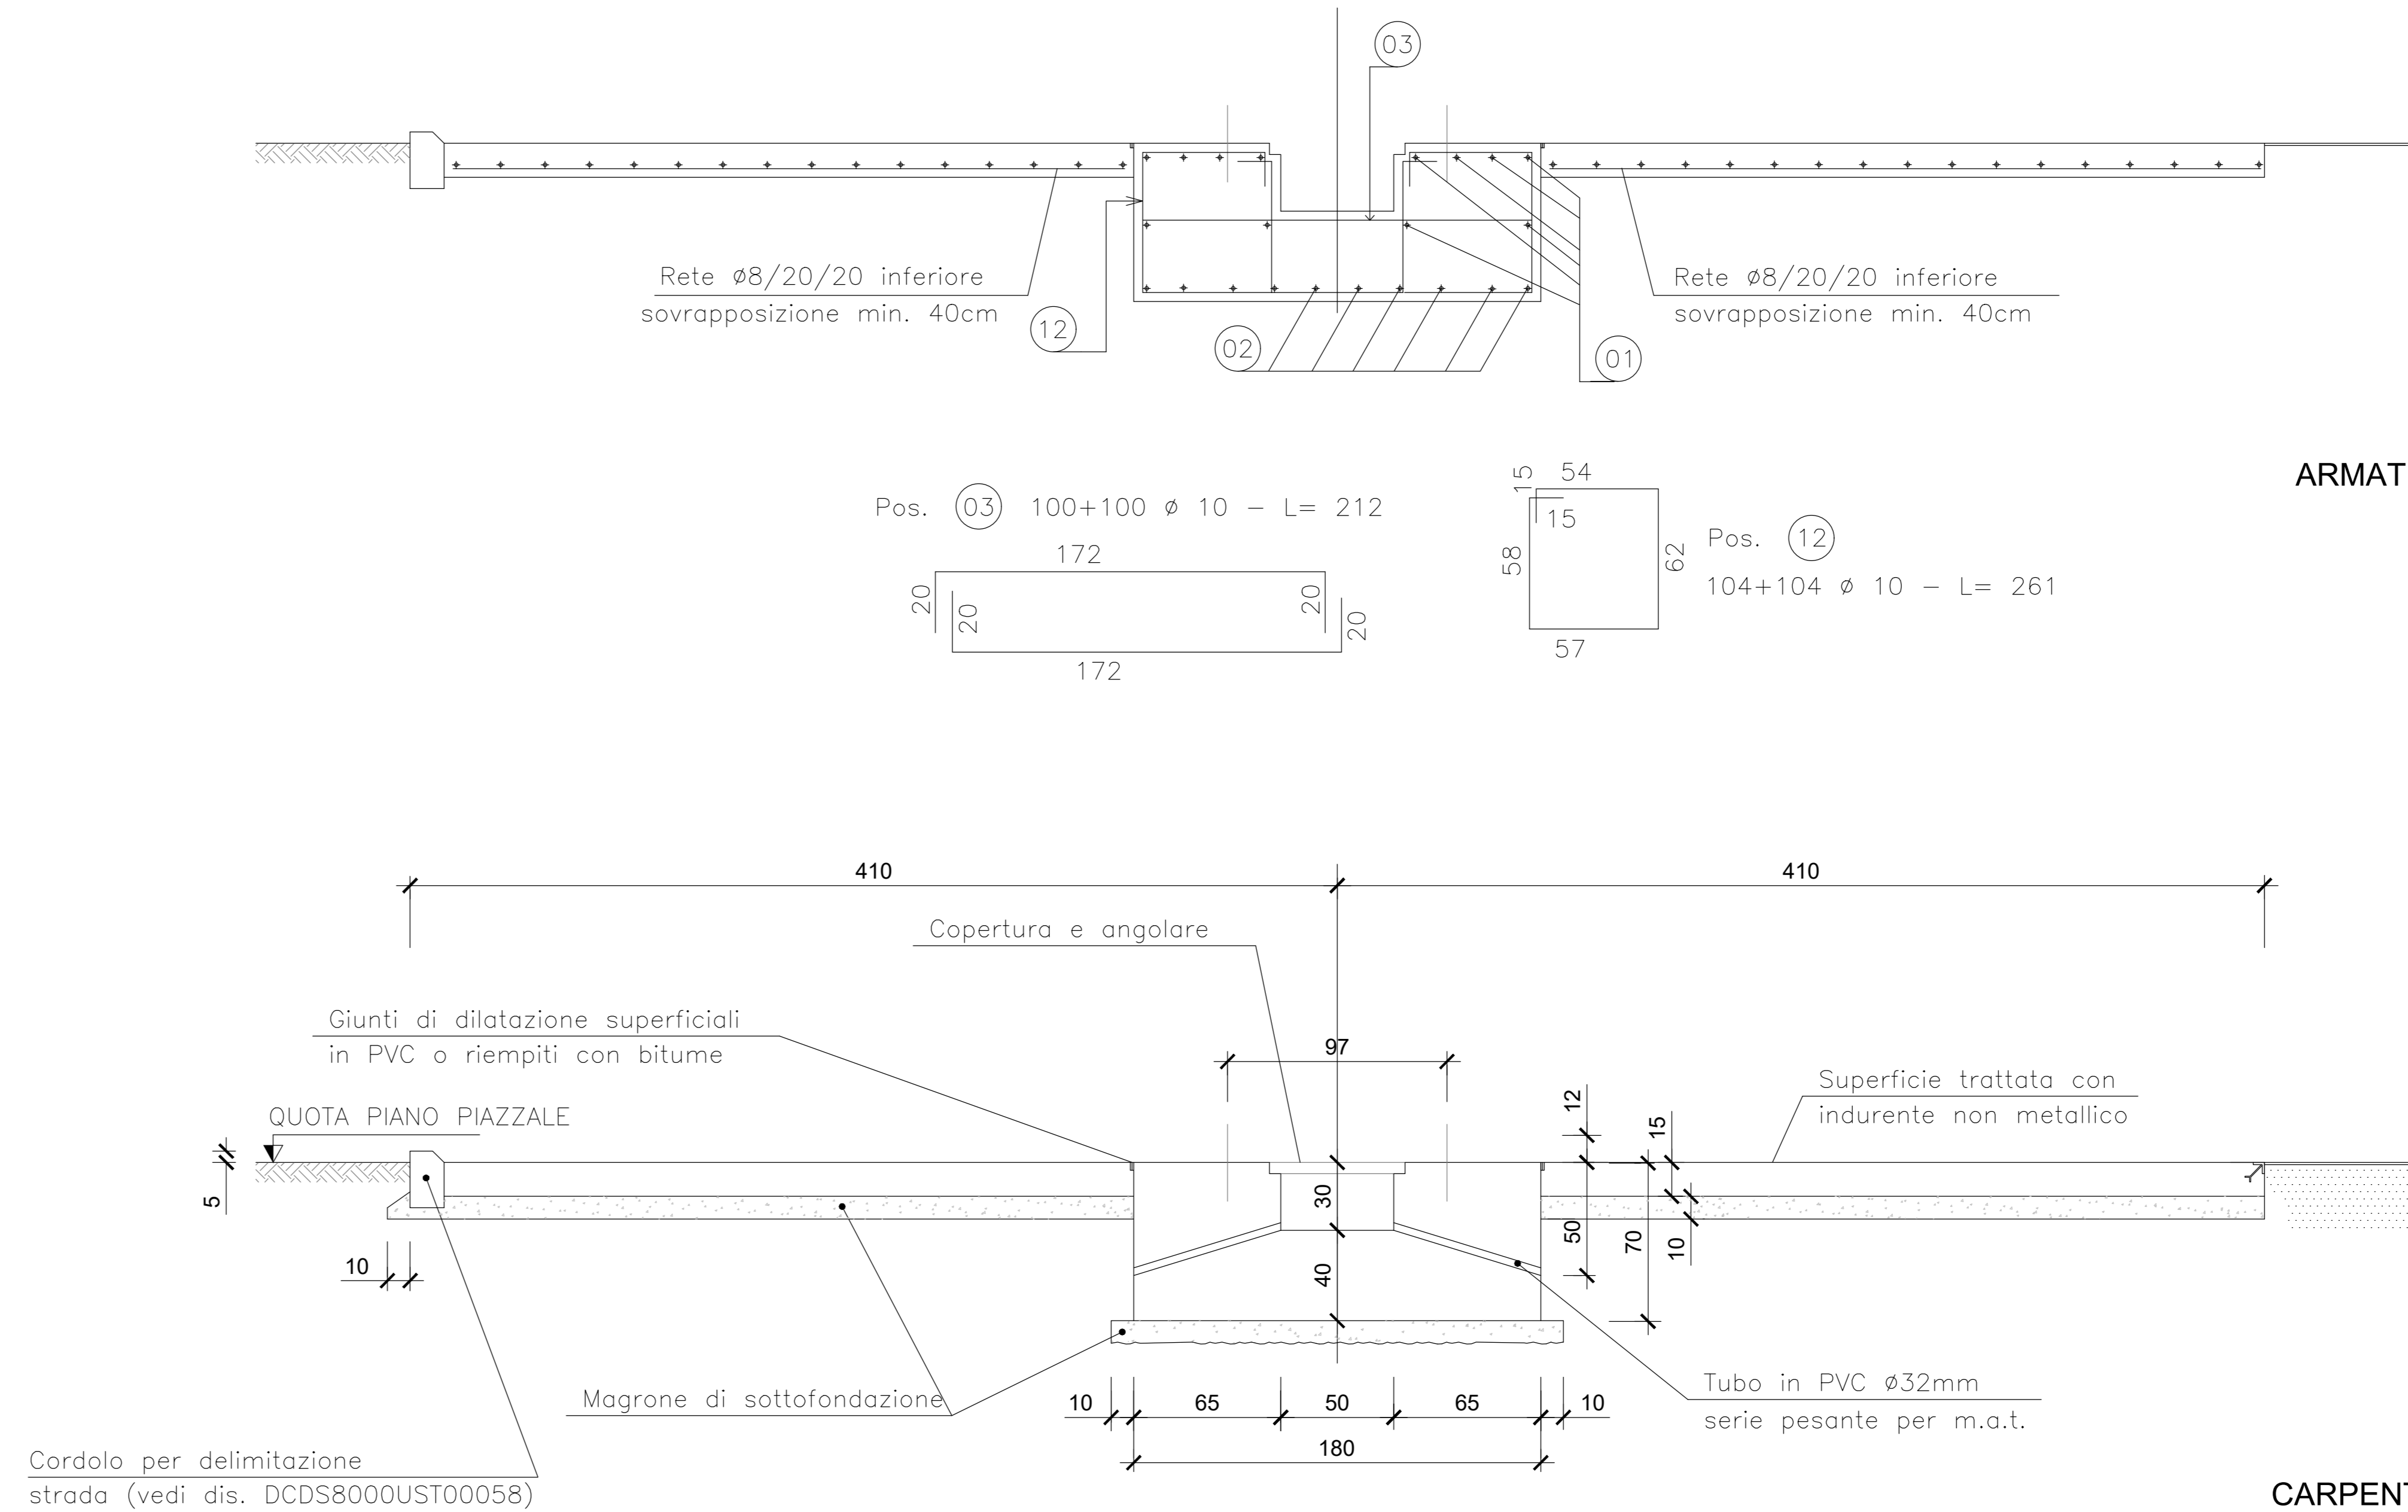 03
Rete ø8/20/20 inferiore
sovrapposizione min. 40cm
12
02
01
Rete ø8/20/20 inferiore
sovrapposizione min. 40cm
ARMAT
Pos. 03 100+100 ø 10 - L= 212
172
20
20
20
20
172
15
54
15
58
62
57
Pos. 12
104+104 ø 10 - L= 261
410
410
Copertura e angolare
Giunti di dilatazione superficiali
in PVC o riempiti con bitume
97
QUOTA PIANO PIAZZALE
Superficie trattata con
indurente non metallico
12
15
5
30
50
70
10
10
40
Magrone di sottofondazione
10
65
50
65
10
180
Tubo in PVC ø32mm
serie pesante per m.a.t.
Cordolo per delimitazione
strada (vedi dis. DCDS8000UST00058)
CARPENT